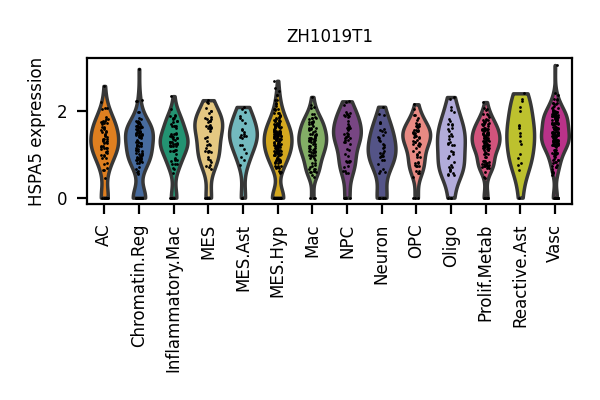 ZH1019T1
HSPA5 expression
2
0
AC
Chromatin.Reg
Inflammatory.Mac
MES
MES.Ast
MES.Hyp
Mac
NPC
Neuron
OPC
Oligo
Prolif.Metab
Reactive.Ast
Vasc